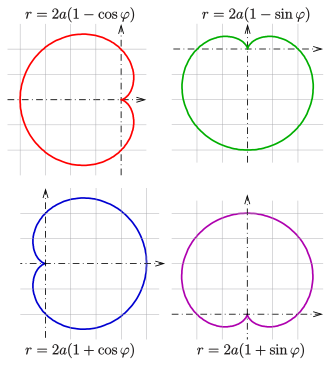 r = 2a(1 − cos φ)
r = 2a(1 − sin φ)
r = 2a(1 + cos φ)
r = 2a(1 + sin φ)